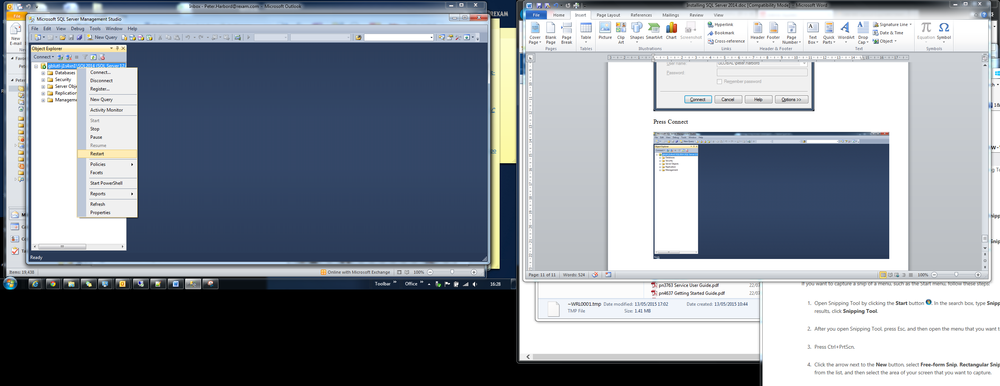 Inbox - Peter.Harbord@rexam.com - Microsoft Outlook
File
New
E-mail
Favor
Pete
Peter
Microsoft SQL Server Management Studio
File Edit View Debug Tools Window Help
New Query
Object Explorer
Connect
gblutl-j1s4xn1\SQL2014 (SQL Server 12.
Databases
Security
Server Obje
Replication
Manageme
Connect...
Disconnect
Register...
New Query
Activity Monitor
Start
Stop
Pause
Resume
Restart
Policies
Facets
Start PowerShell
Reports
Refresh
Properties
Ready
Items: 19,438
Online with Microsoft Exchange
100%
Toolbar
Office
16:28
REXAM
Installing SQL Server 2014.doc [Compatibility Mode] - Microsoft Word
File Home Insert Page Layout References Mailings Review View
Cover Page
Blank Page
Page Break
Pages
Table
Tables
Picture
Clip Art
Shapes
SmartArt
Chart
Screenshot
Illustrations
Hyperlink
Bookmark
Cross-reference
Links
Header
Footer
Page Number
Header & Footer
Text Box
Quick Parts
WordArt
Drop Cap
Signature Line
Date & Time
Object
Text
Equation
Symbol
Symbols
User name: GLOBAL\peter.harbord
Password:
Remember password
Connect Cancel Help Options >>
Press Connect
Microsoft SQL Server Management Studio
File Edit View Debug Tools Window Help
New Query
Object Explorer
Connect
gblutl-j1s4xn1\SQL2014 (SQL Server 12.
Databases
Security
Server Objects
Replication
Management
Ready
Page: 11 of 11
Words: 524
100%
pn3763 Service User Guide.pdf 22/07
pn4637 Getting Started Guide.pdf 22/07
~WRL0001.tmp Date modified: 13/05/2015 17:02 Date created: 13/05/2015 10:44
TMP File Size: 1.41 MB
If you want to capture a snip of a menu, such as the Start menu, follow these steps:
1. Open Snipping Tool by clicking the Start button . In the search box, type Snipp
results, click Snipping Tool.
2. After you open Snipping Tool, press Esc, and then open the menu that you want t
3. Press Ctrl+PrtScn.
4. Click the arrow next to the New button, select Free-form Snip, Rectangular Snip
from the list, and then select the area of your screen that you want to capture.